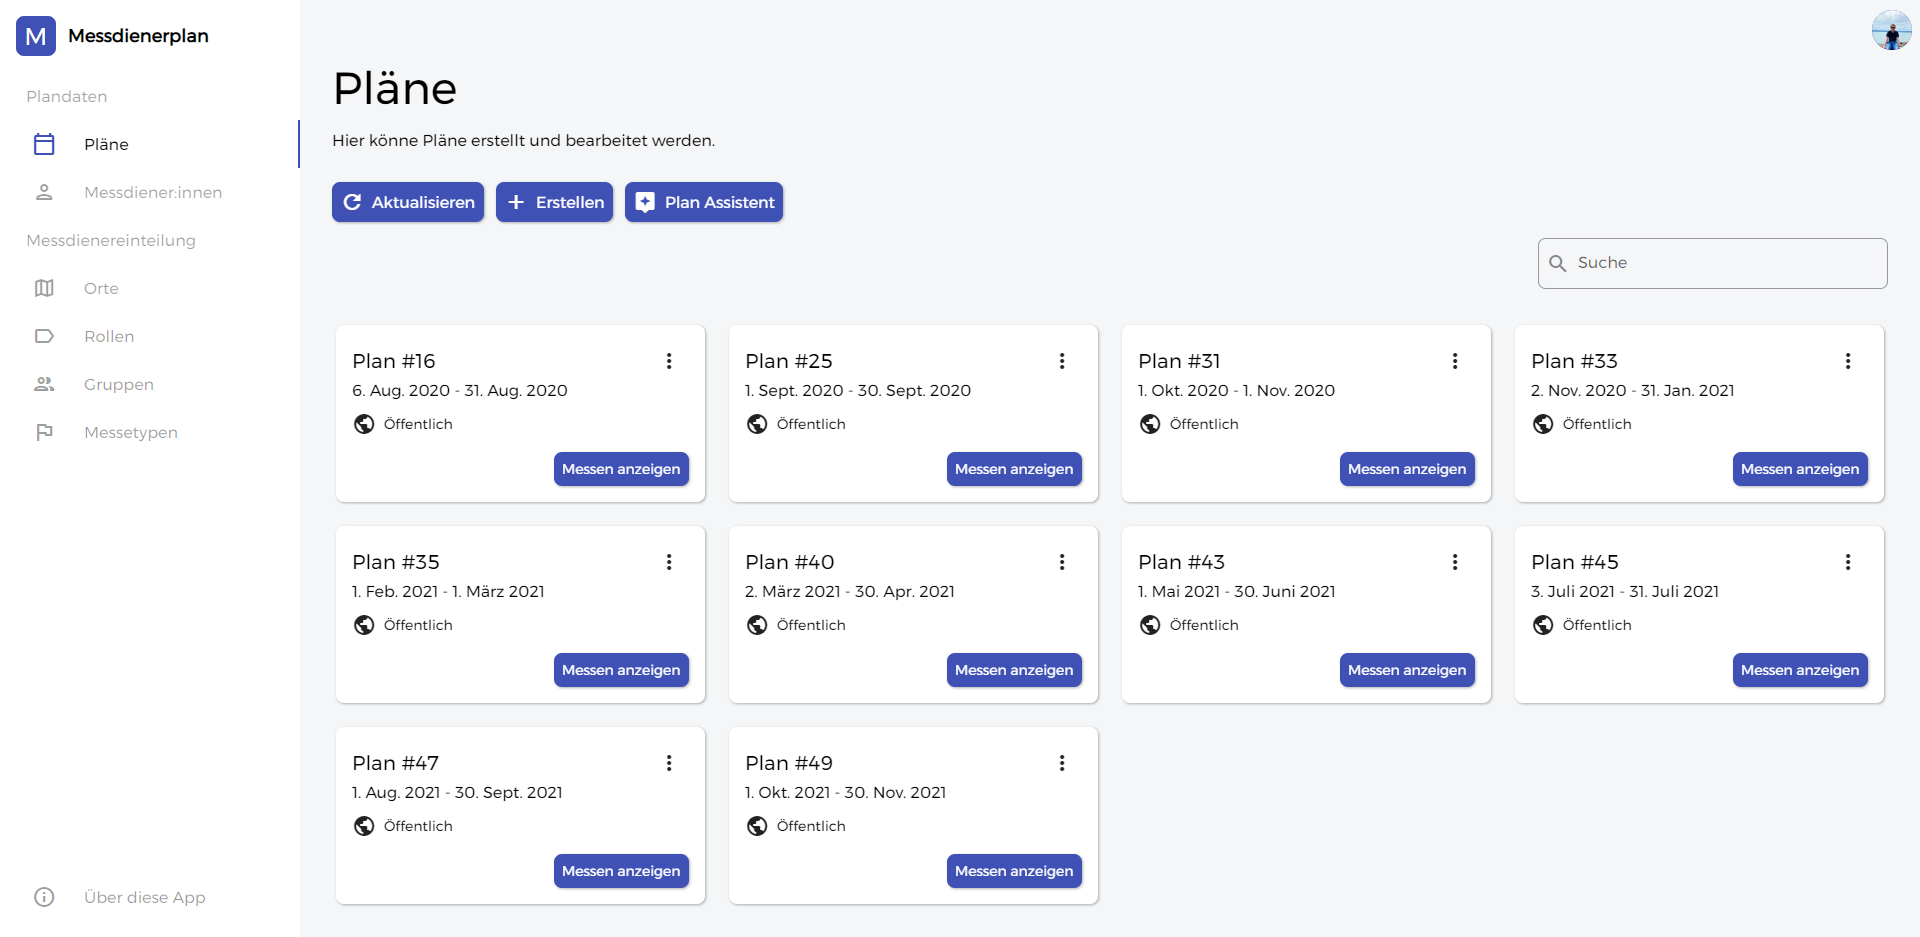 M Messdienerplan
Plandaten
Pläne
Messdiener:innen
Messdienereinteilung
Orte
Rollen
Gruppen
Messetypen
Über diese App
Pläne
Hier könne Pläne erstellt und bearbeitet werden.
Aktualisieren Erstellen Plan Assistent
Suche
Plan #16
6. Aug. 2020 - 31. Aug. 2020
Öffentlich
Messen anzeigen
Plan #25
1. Sept. 2020 - 30. Sept. 2020
Öffentlich
Messen anzeigen
Plan #31
1. Okt. 2020 - 1. Nov. 2020
Öffentlich
Messen anzeigen
Plan #33
2. Nov. 2020 - 31. Jan. 2021
Öffentlich
Messen anzeigen
Plan #35
1. Feb. 2021 - 1. März 2021
Öffentlich
Messen anzeigen
Plan #40
2. März 2021 - 30. Apr. 2021
Öffentlich
Messen anzeigen
Plan #43
1. Mai 2021 - 30. Juni 2021
Öffentlich
Messen anzeigen
Plan #45
3. Juli 2021 - 31. Juli 2021
Öffentlich
Messen anzeigen
Plan #47
1. Aug. 2021 - 30. Sept. 2021
Öffentlich
Messen anzeigen
Plan #49
1. Okt. 2021 - 30. Nov. 2021
Öffentlich
Messen anzeigen